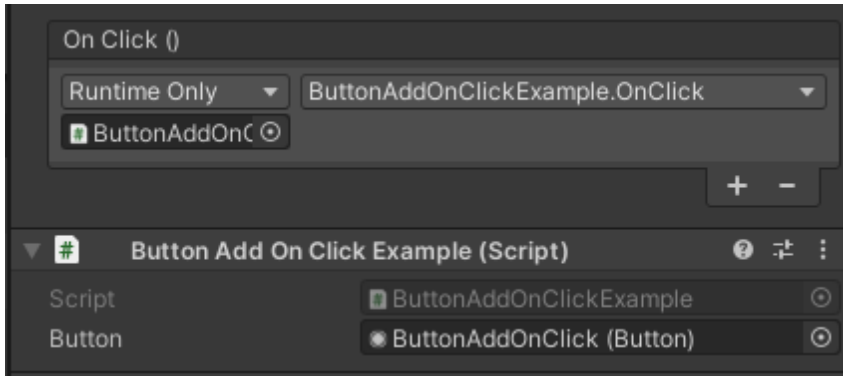 On Click ()
Runtime Only ButtonAddOnClickExample.OnClick
ButtonAddOnC
+ -
# Button Add On Click Example (Script)
Script ButtonAddOnClickExample
Button ButtonAddOnClick (Button)